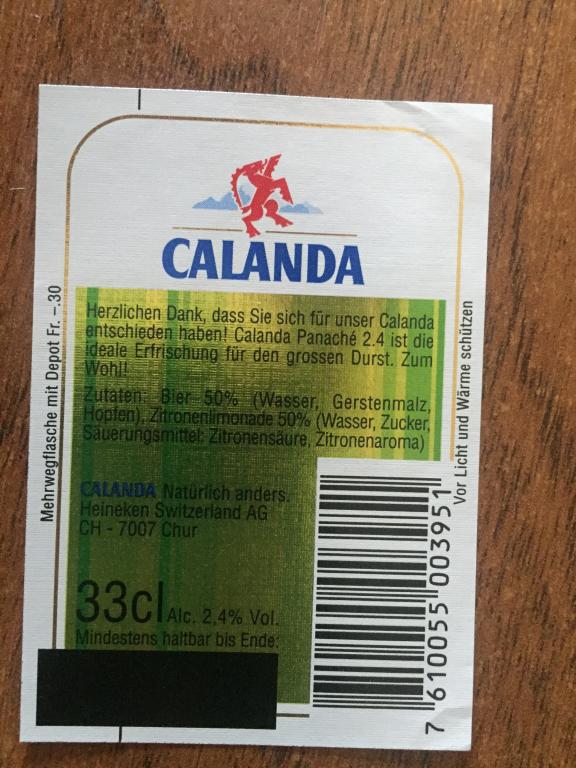 CALANDA
Herzlichen Dank, dass Sie sich für unser Calanda
entschieden haben! Calanda Panaché 2.4 ist die
ideale Erfrischung für den grossen Durst. Zum
Wohl!
Zutaten: Bier 50% (Wasser, Gerstenmalz,
Hopfen), Zitronenlimonade 50% (Wasser, Zucker,
Säuerungsmittel: Zitronensäure, Zitronenaroma)
CALANDA Natürlich anders.
Heineken Switzerland AG
CH - 7007 Chur
33cl Alc. 2,4% Vol.
Mindestens haltbar bis Ende:
Mehrwegflasche mit Depot Fr. -.30
Vor Licht und Wärme schützen
7 610055 003951